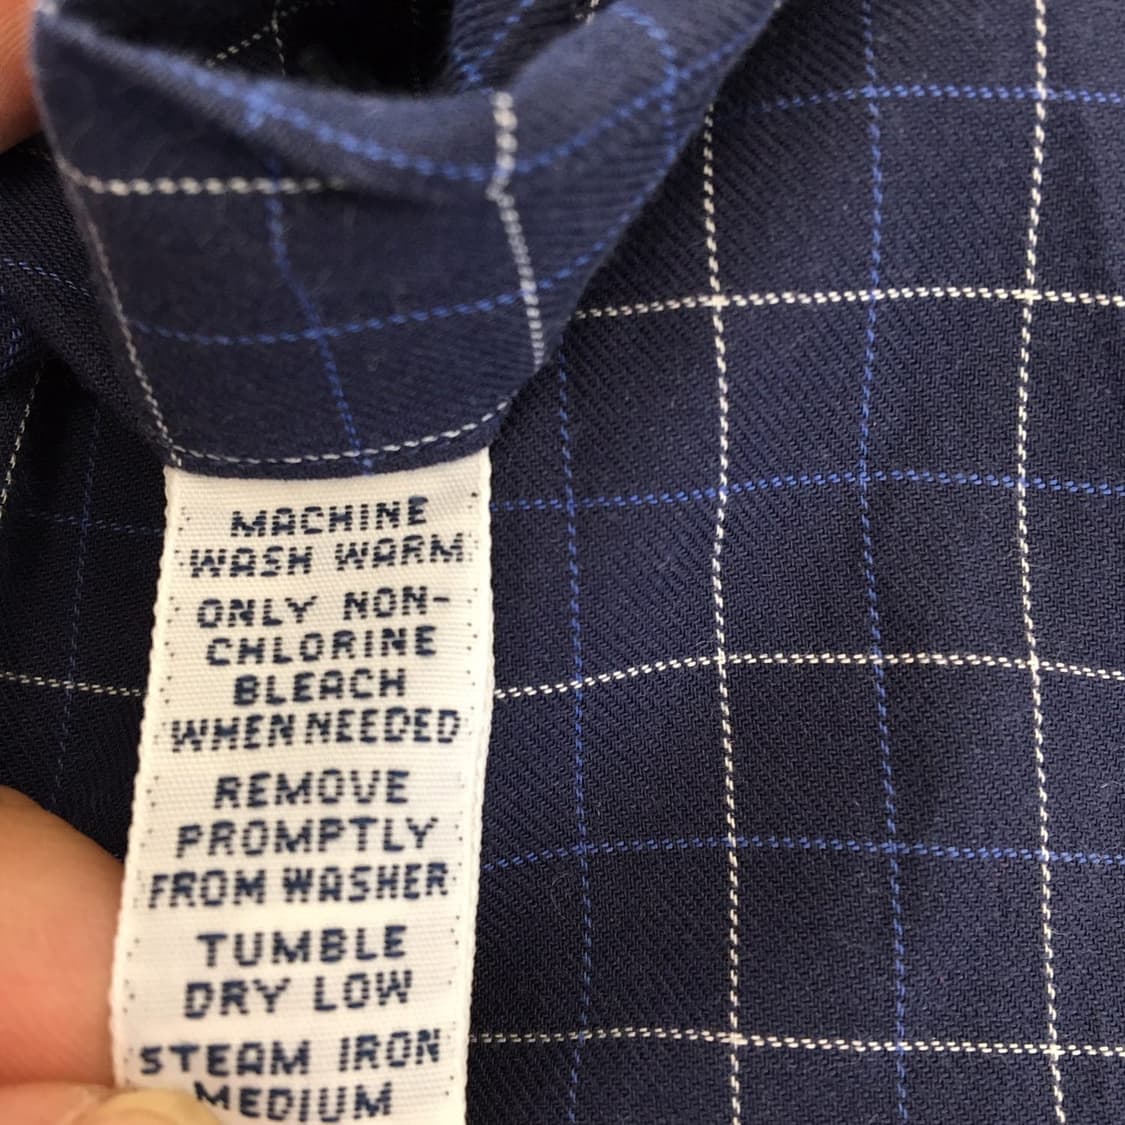 MACHINE
WASH WARM
ONLY NON-
CHLORINE
BLEACH
WHEN NEEDED
REMOVE
PROMPTLY
FROM WASHER
TUMBLE
DRY LOW
STEAM IRON
MEDIUM